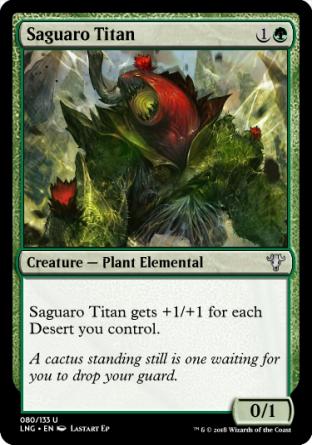 Saguaro Titan 1
Creature — Plant Elemental
Saguaro Titan gets +1/+1 for each
Desert you control.
A cactus standing still is one waiting for
you to drop your guard.
0/1
080/133 U
LNG • EN Lastart Ep
™ & © 2018 Wizards of the Coast